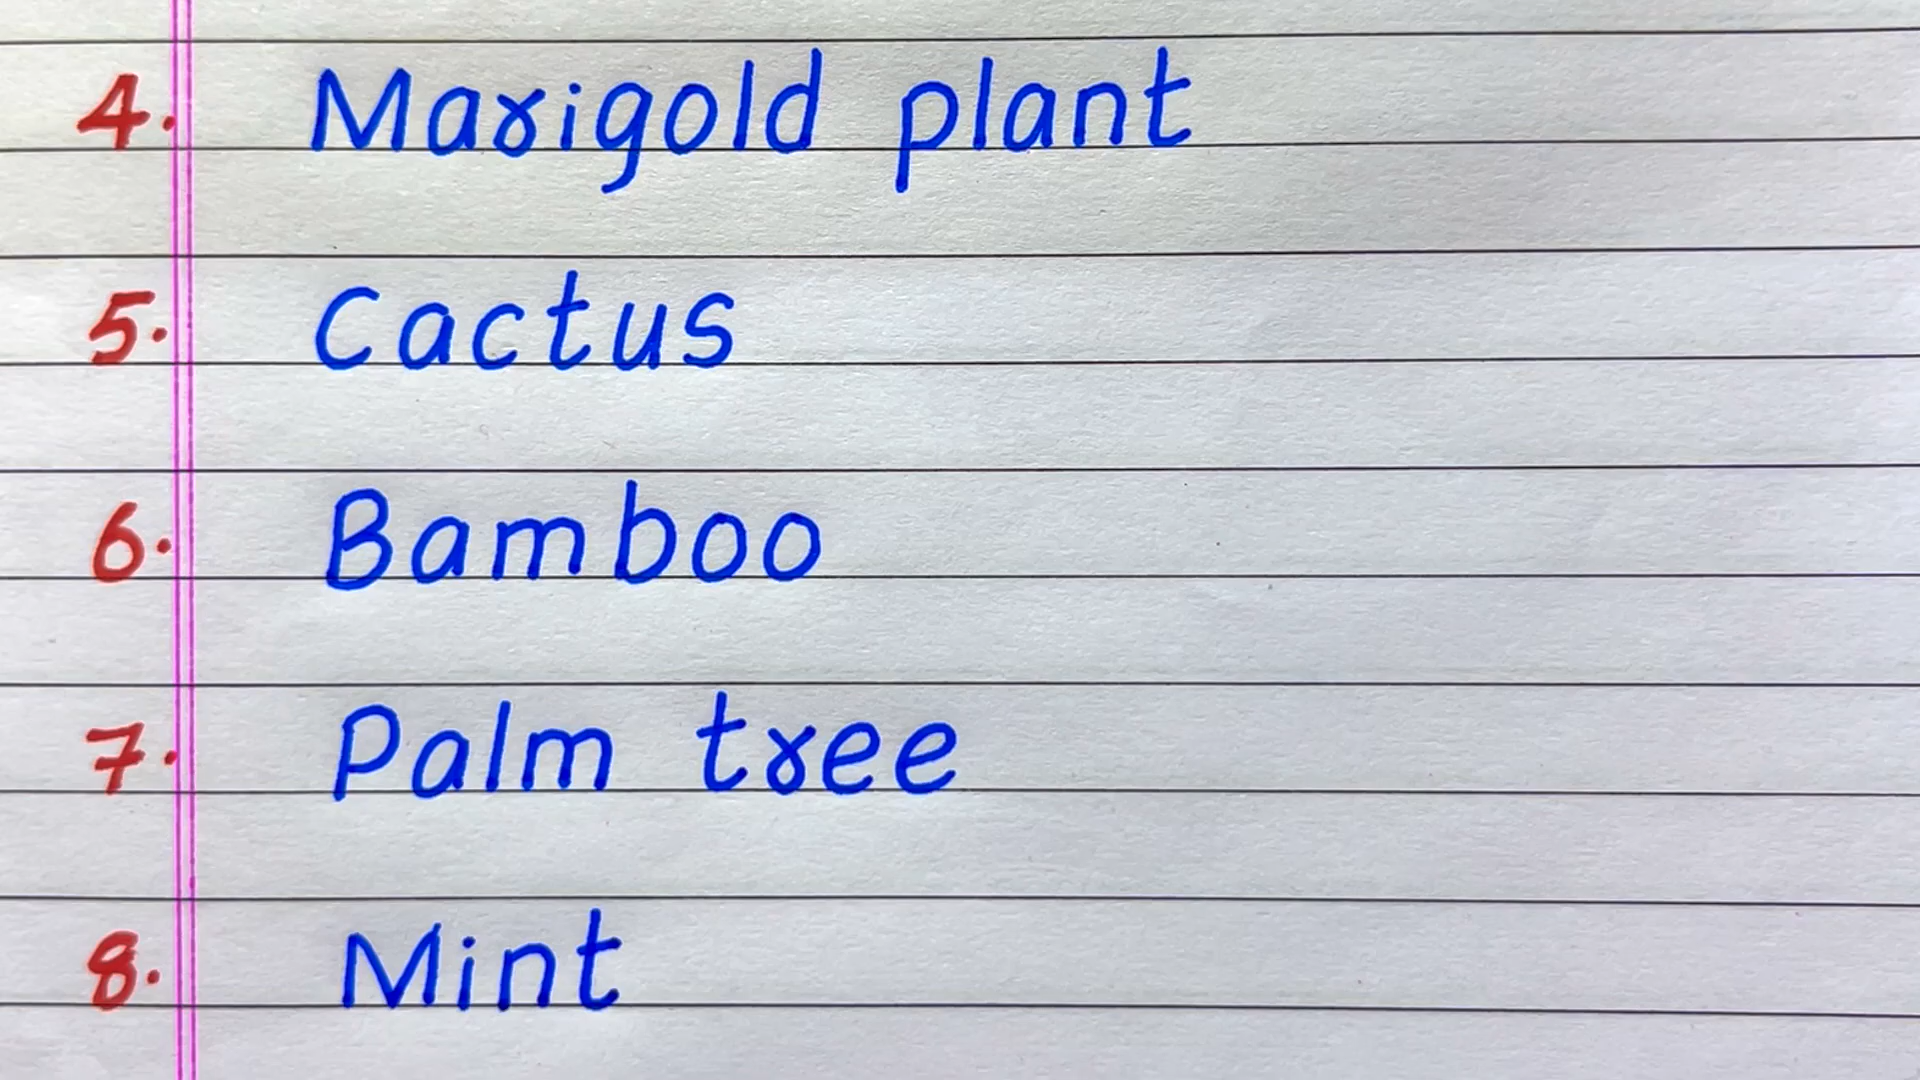 4. Marigold plant
5. Cactus
6. Bamboo
7. Palm tree
8. Mint